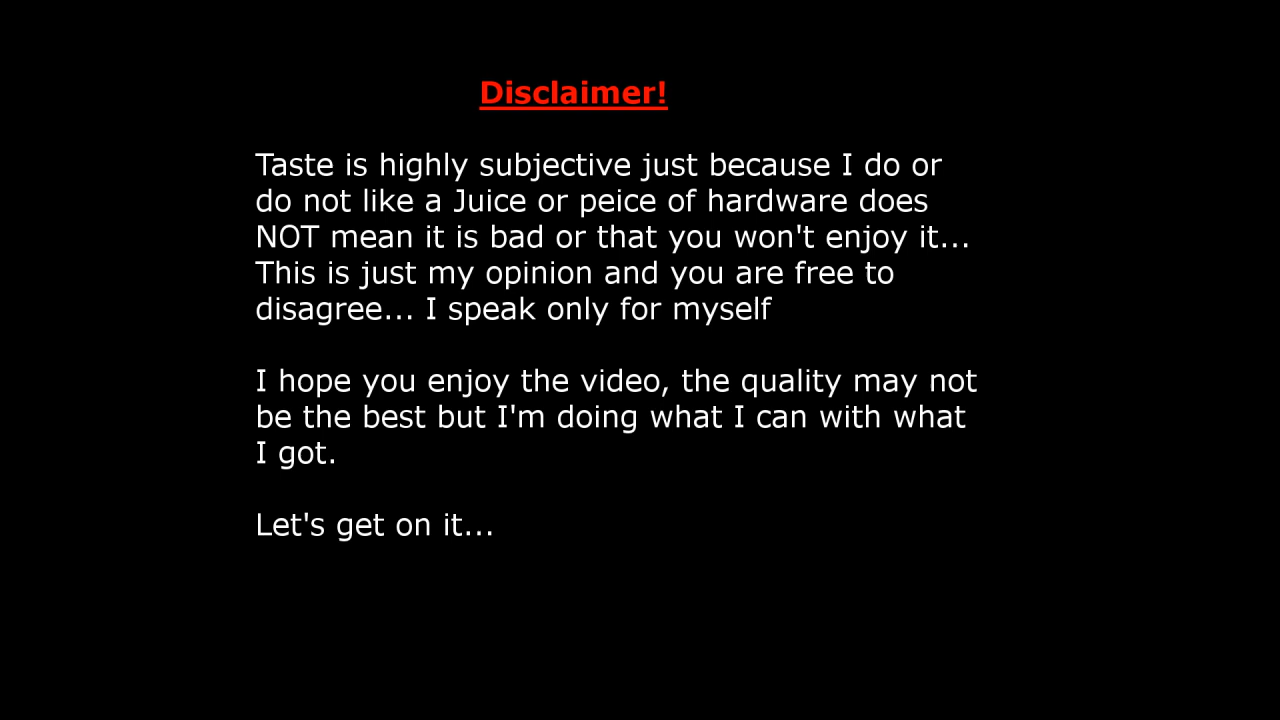 Disclaimer!
Taste is highly subjective just because I do or
do not like a Juice or peice of hardware does
NOT mean it is bad or that you won't enjoy it...
This is just my opinion and you are free to
disagree... I speak only for myself
I hope you enjoy the video, the quality may not
be the best but I'm doing what I can with what
I got.
Let's get on it...